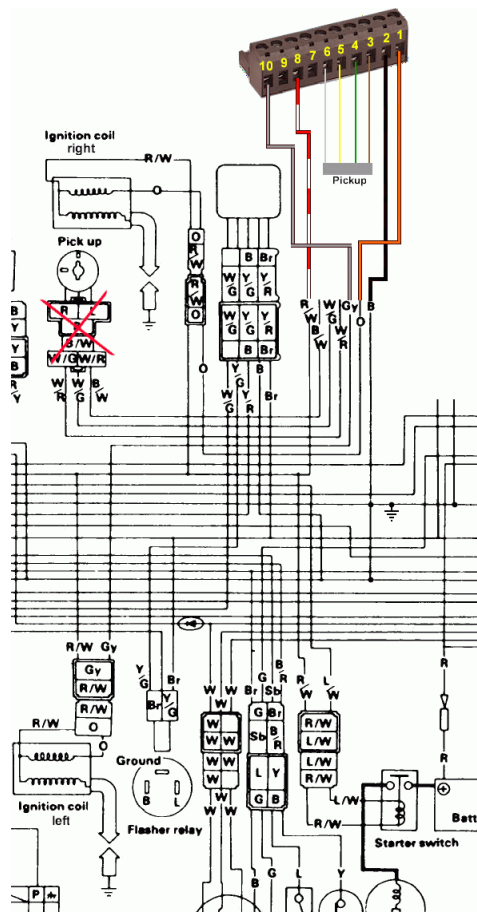 10 9 8 7 6 5 4 3 2 1
Pickup
Ignition coil
right
R/W
O
Pick up
O
R/W
R/W
O
B Br
W/G Y/G Y/R
W/G Y/G Y/R
B Br
R
B/W
W/G W/R
W/R W/G B/W
B
Y
Y
B
R/Y
O
Y/G B
W/G Y/R Br
R/W B/W W/G W/R Gy O B
R/W Gy
Gy
R/W
R/W
O
R/W
O
Ignition coil
left
Y/G Br
Br Y/G
Ground
B L
Flasher relay
W W W
W W
W W
W W
W W
W W
W
G B/R
Br Sb
G Br
Sb B/R
L Y
G B
B G L Y
R/W L/W
R/W
L/W
L/W
R/W
L/W
R/W
R
R
Starter switch
Batt
P